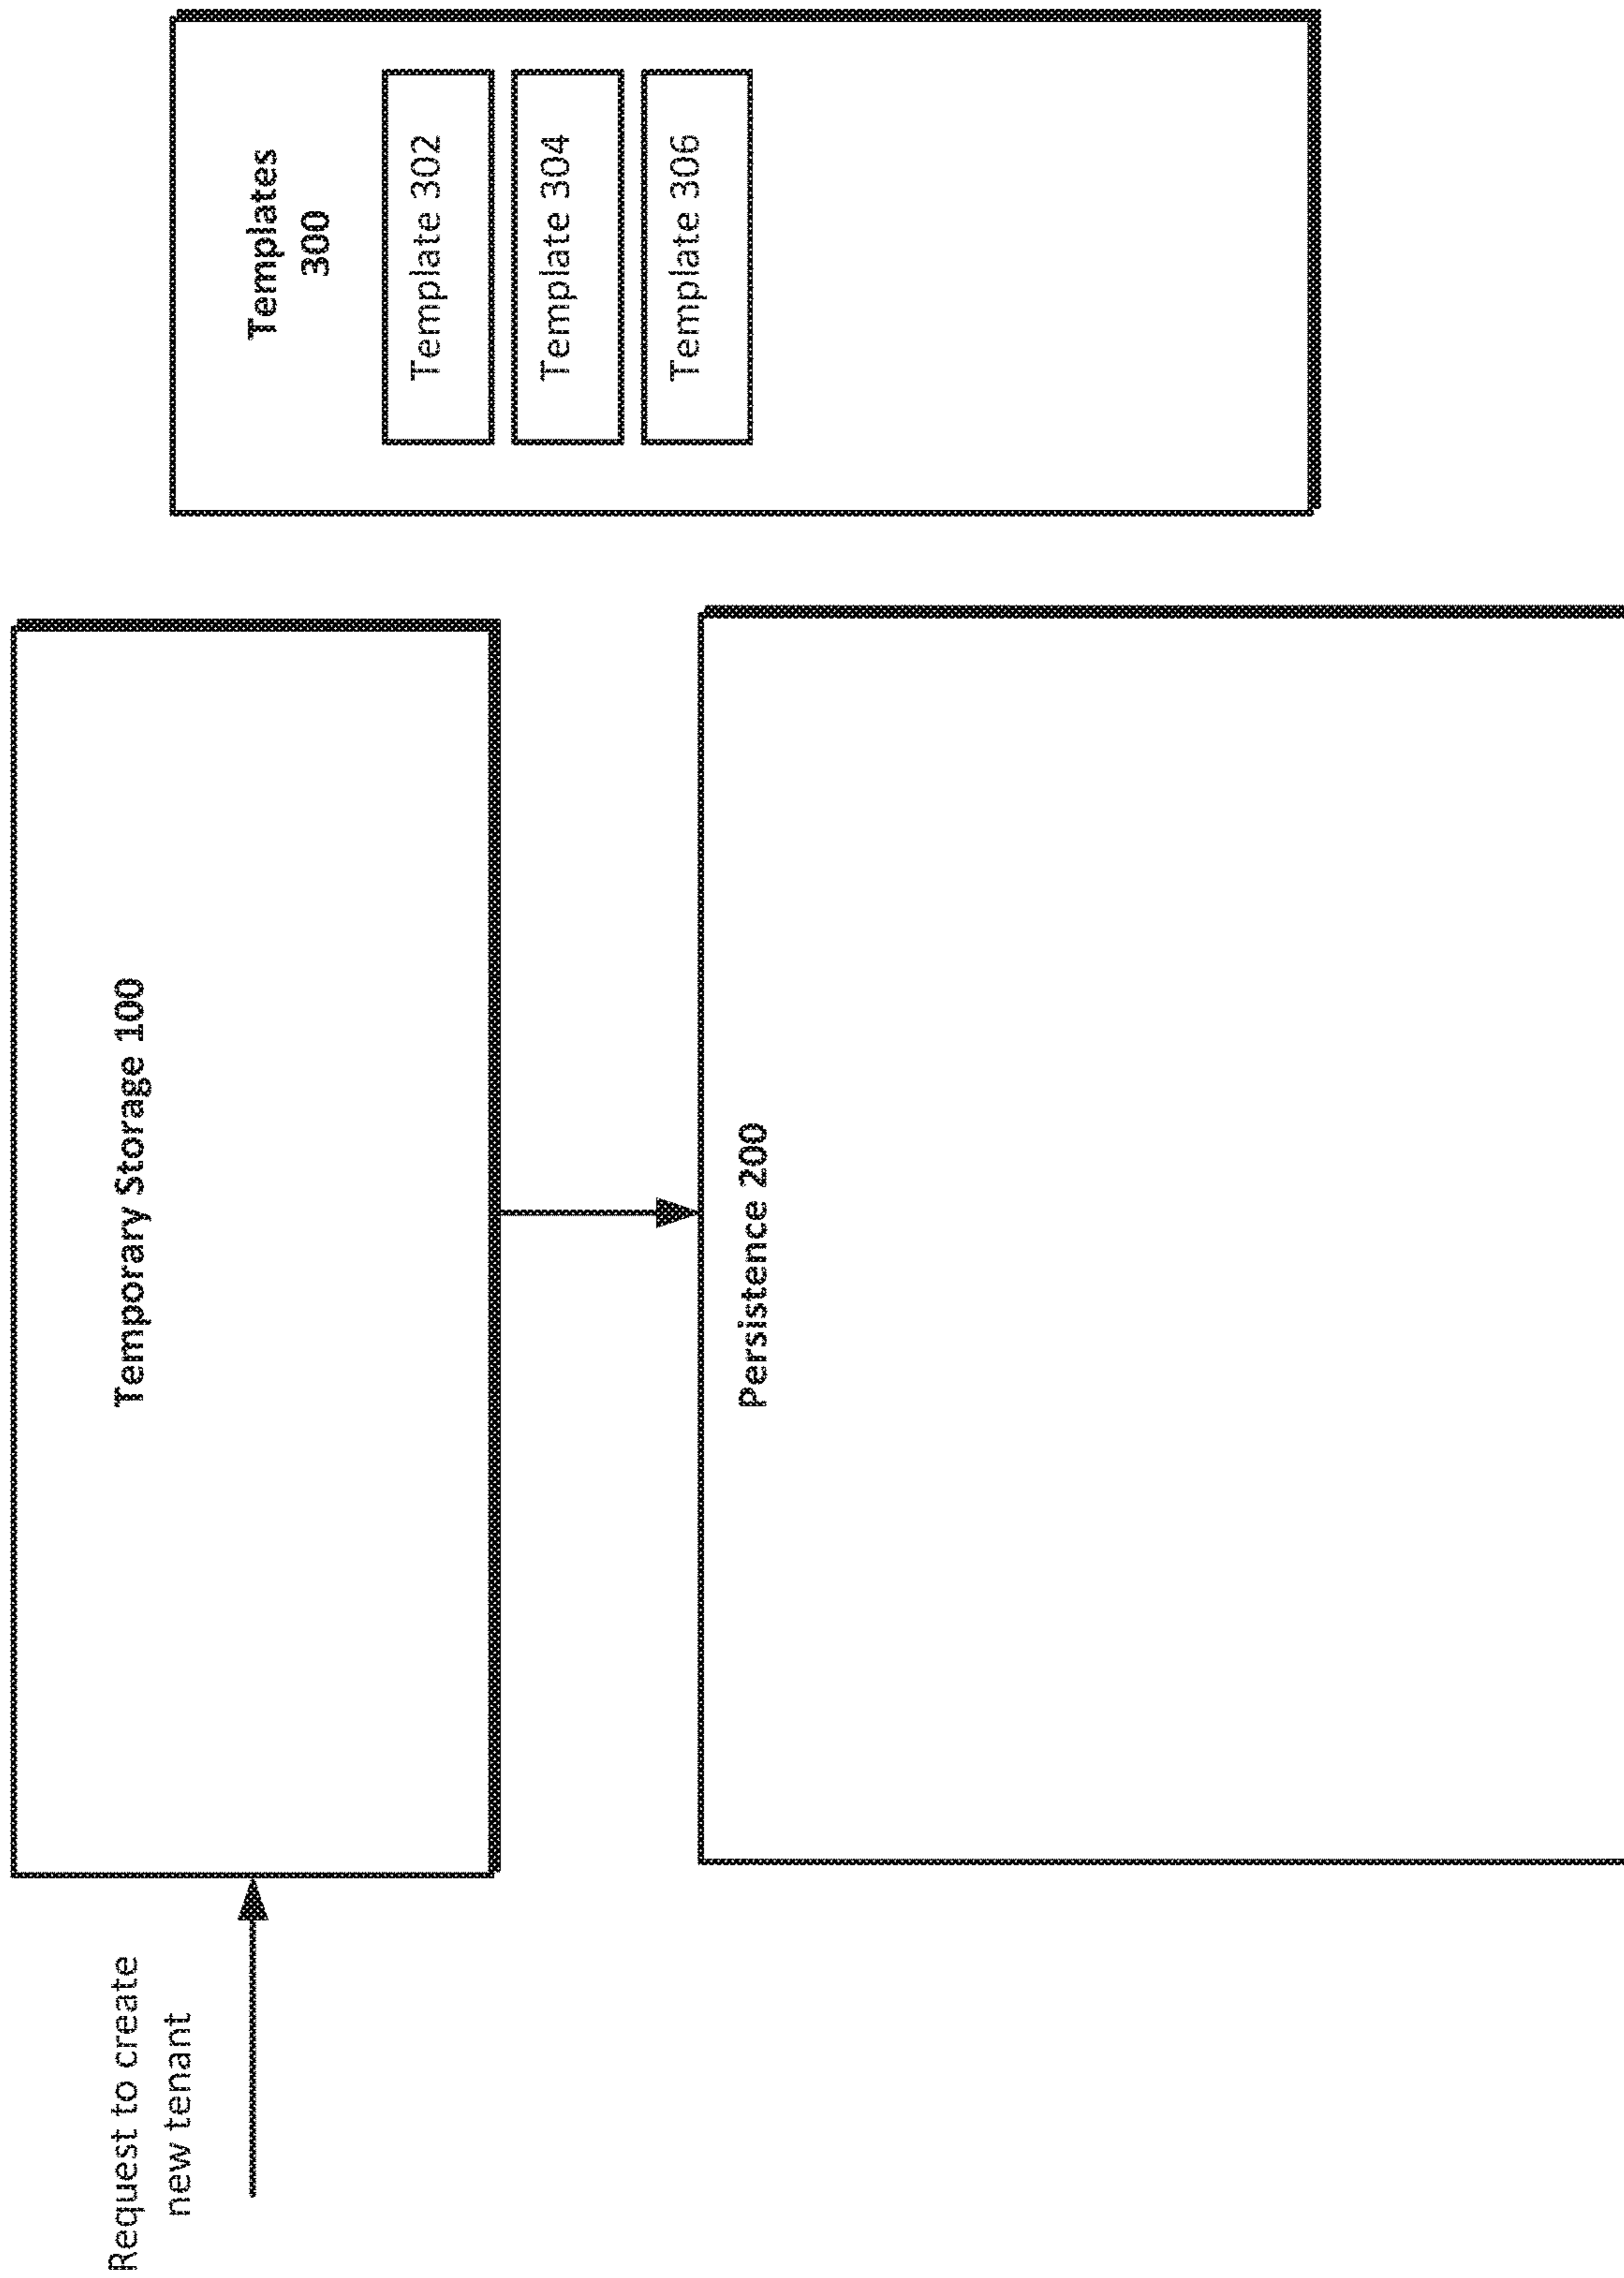 Request to create
new tenant
Temporary Storage 100
Persistence 200
Templates
300
Template 302
Template 304
Template 306